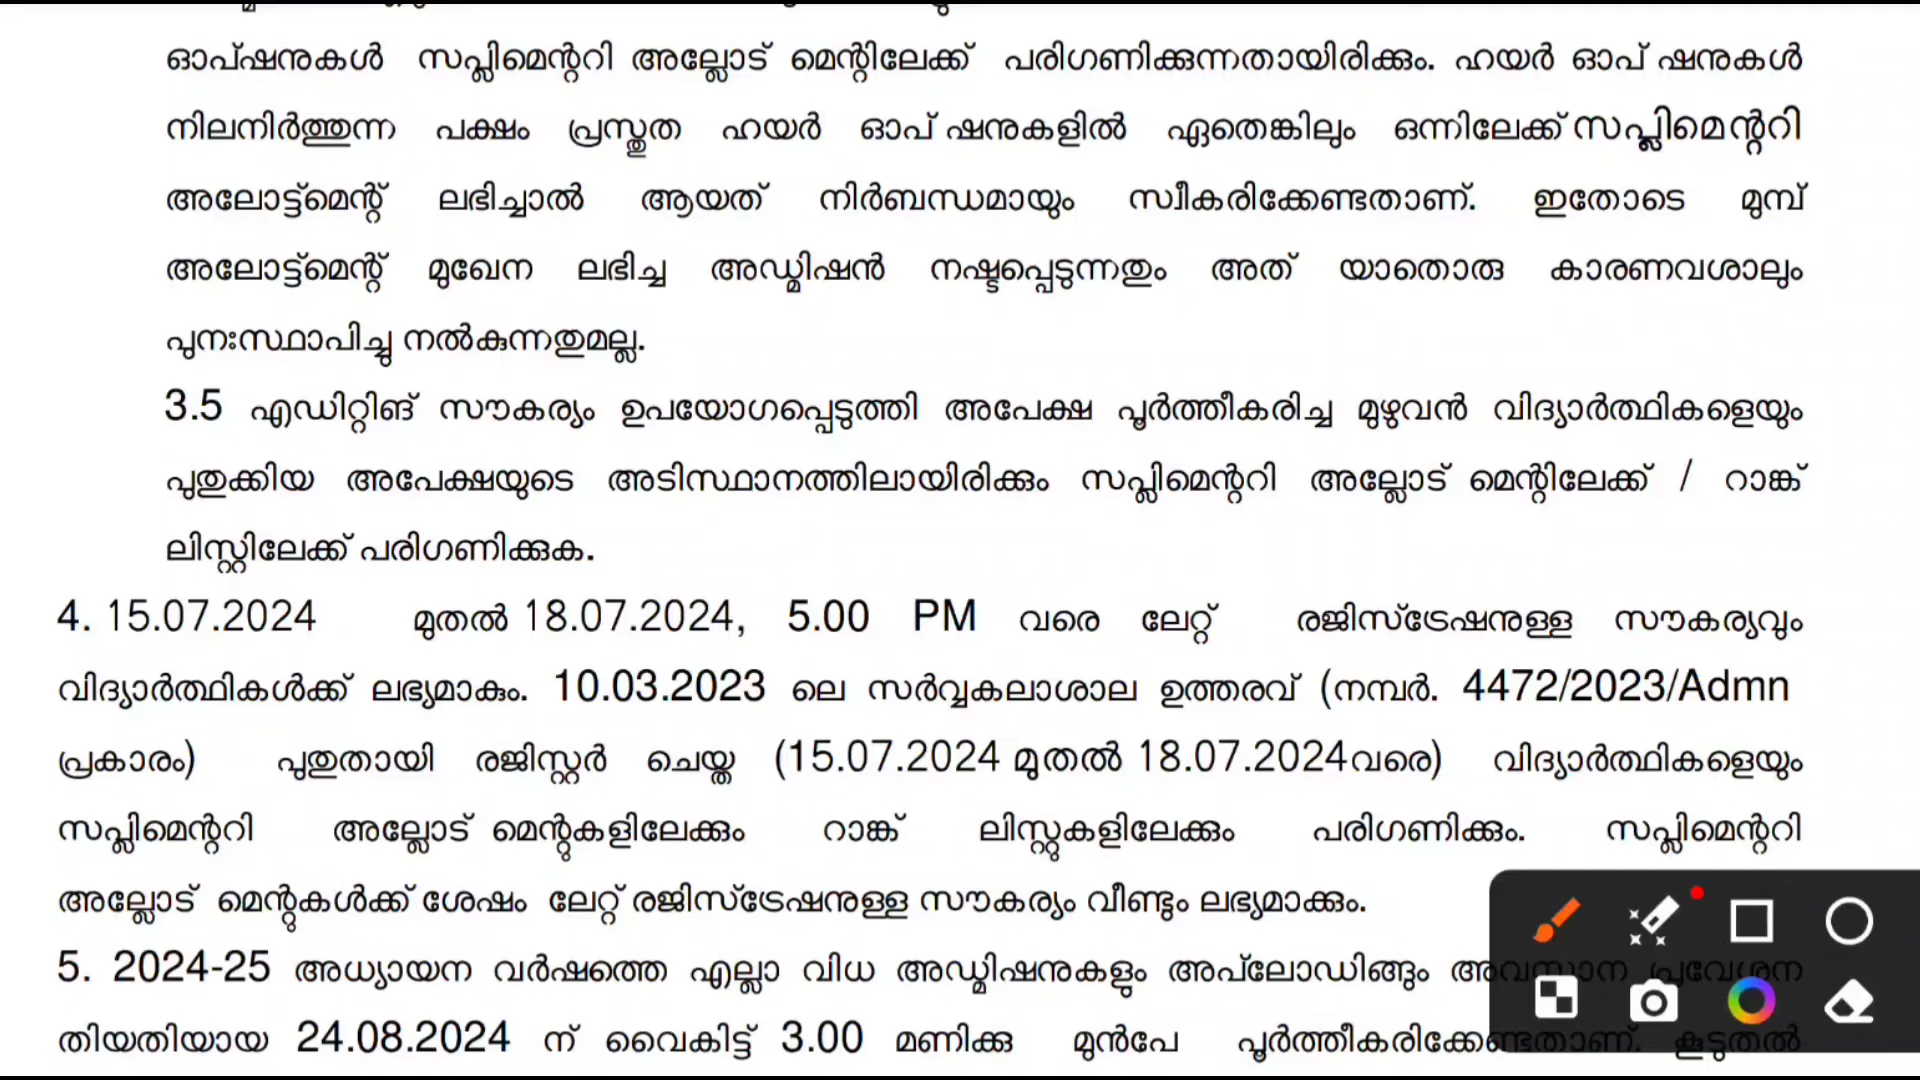 ഓപ്ഷനുകൾ സപ്ലിമെന്ററി അല്ലോട് മെന്റിലേക്ക് പരിഗണിക്കുന്നതായിരിക്കും. ഹയർ ഓപ് ഷനുകൾ
നിലനിർത്തുന്ന പക്ഷം പ്രസ്തുത ഹയർ ഓപ് ഷനുകളിൽ ഏതെങ്കിലും ഒന്നിലേക്ക് സപ്ലിമെന്ററി
അലോട്ട്മെന്റ് ലഭിച്ചാൽ ആയത് നിർബന്ധമായും സ്വീകരിക്കേണ്ടതാണ്. ഇതോടെ മുമ്പ്
അലോട്ട്മെന്റ് മുഖേന ലഭിച്ച അഡ്മിഷൻ നഷ്ടപ്പെടുന്നതും അത് യാതൊരു കാരണവശാലും
പുനഃസ്ഥാപിച്ചു നൽകുന്നതുമല്ല.
3.5 എഡിറ്റിങ് സൗകര്യം ഉപയോഗപ്പെടുത്തി അപേക്ഷ പൂർത്തീകരിച്ച മുഴുവൻ വിദ്യാർത്ഥികളെയും
പുതുക്കിയ അപേക്ഷയുടെ അടിസ്ഥാനത്തിലായിരിക്കും സപ്ലിമെന്ററി അല്ലോട് മെന്റിലേക്ക് / റാങ്ക്
ലിസ്റ്റിലേക്ക് പരിഗണിക്കുക.
4. 15.07.2024 മുതൽ 18.07.2024, 5.00 PM വരെ ലേറ്റ് രജിസ്ട്രേഷനുള്ള സൗകര്യവും
വിദ്യാർത്ഥികൾക്ക് ലഭ്യമാകും. 10.03.2023 ലെ സർവ്വകലാശാല ഉത്തരവ് (നമ്പർ. 4472/2023/Admn
പ്രകാരം) പുതുതായി രജിസ്റ്റർ ചെയ്ത (15.07.2024 മുതൽ 18.07.2024വരെ) വിദ്യാർത്ഥികളെയും
സപ്ലിമെന്ററി അല്ലോട് മെന്റുകളിലേക്കും റാങ്ക് ലിസ്റ്റുകളിലേക്കും പരിഗണിക്കും. സപ്ലിമെന്ററി
അല്ലോട് മെന്റുകൾക്ക് ശേഷം ലേറ്റ് രജിസ്ട്രേഷനുള്ള സൗകര്യം വീണ്ടും ലഭ്യമാക്കും.
5. 2024-25 അധ്യായന വർഷത്തെ എല്ലാ വിധ അഡ്മിഷനുകളും അപ്ലോഡിങ്ങും അവസാന പ്രവേശന
തിയതിയായ 24.08.2024 ന് വൈകിട്ട് 3.00 മണിക്കു മുൻപേ പൂർത്തീകരിക്കേണ്ടതാണ്. കൂടുതൽ